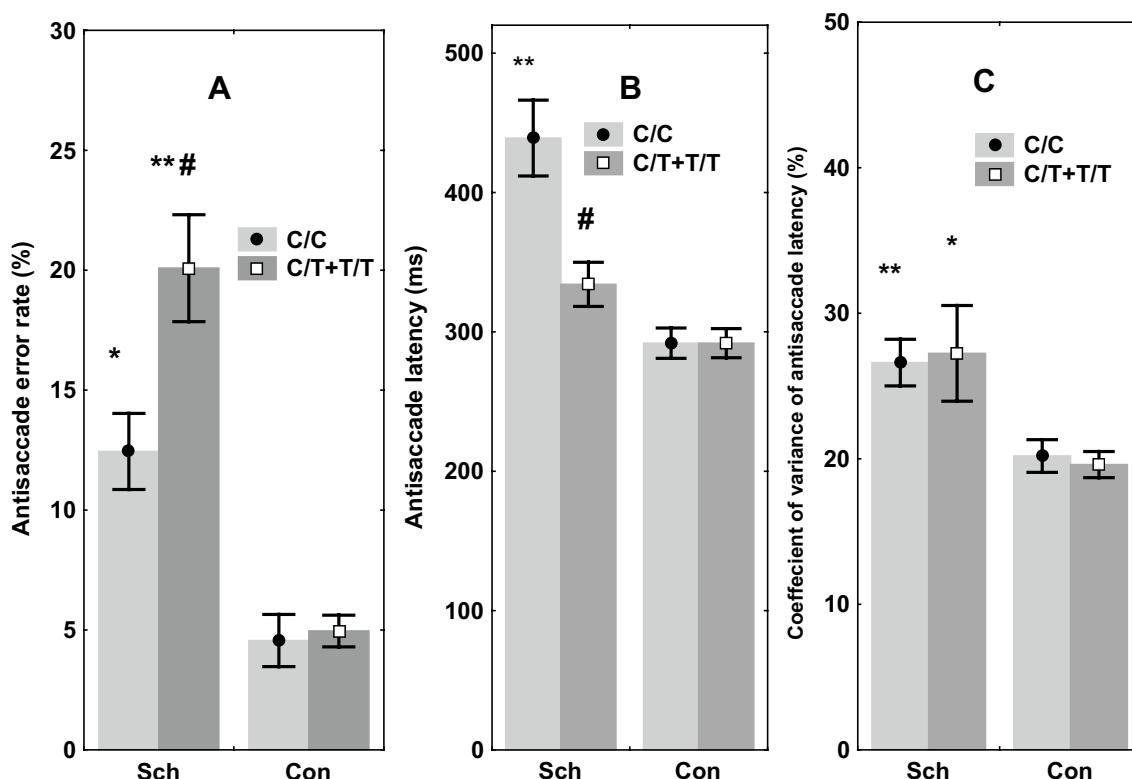 A
Antisaccade error rate (%)
30
25
20
15
10
5
0
*
**#
C/C
C/T+T/T
Sch
Con
B
Antisaccade latency (ms)
500
400
300
200
100
0
**
#
C/C
C/T+T/T
Sch
Con
C
Coeffecient of variance of antisaccade latency (%)
50
40
30
20
10
0
**
*
C/C
C/T+T/T
Sch
Con